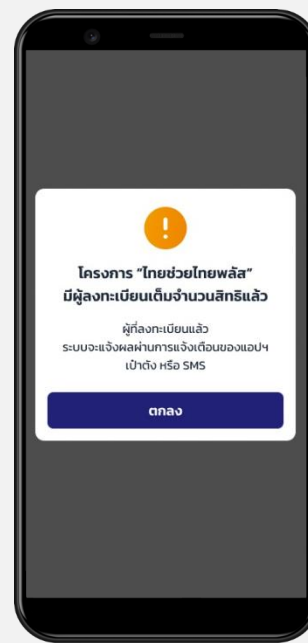 !
โครงการ “ไทยช่วยไทยพลัส”
มีผู้ลงทะเบียนเต็มจำนวนสิทธิแล้ว
ผู้ที่ลงทะเบียนแล้ว
ระบบจะแจ้งผลผ่านการแจ้งเตือนของแอปฯ
เป๋าตัง หรือ SMS
ตกลง